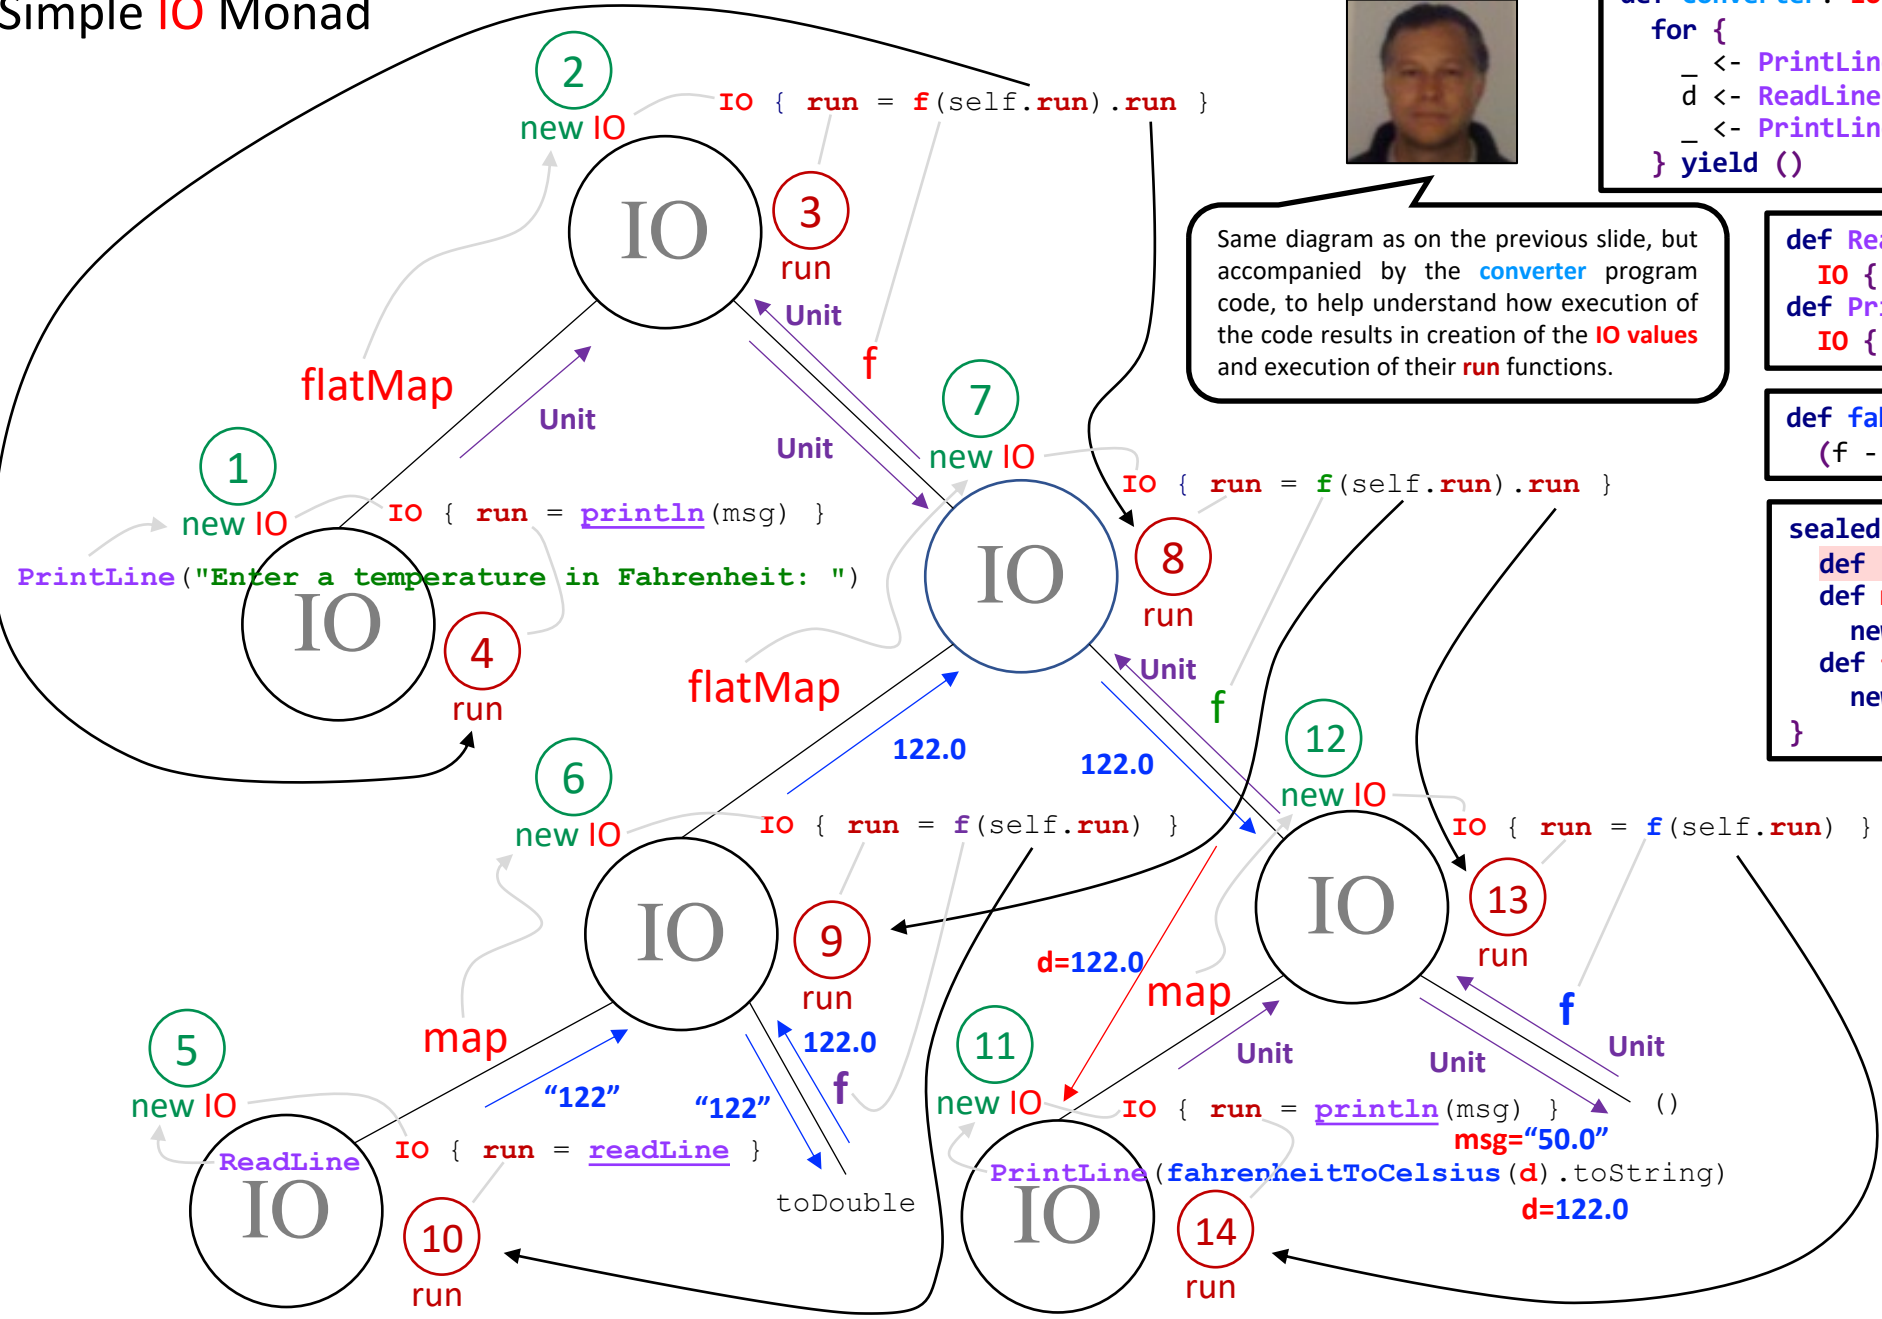 Simple IO Monad
2
new IO
IO { run = f(self.run).run }
IO
3
run
for {
_ <- PrintLin
d <- ReadLine
_ <- PrintLin
} yield ()
Same diagram as on the previous slide, but
accompanied by the converter program
code, to help understand how execution of
the code results in creation of the IO values
and execution of their run functions.
def Rea
IO {
def Pri
IO {
def fah
(f -
sealed
def
def
new
def
new
}
flatMap
Unit
Unit
f
Unit
1
new IO
IO { run = println(msg) }
PrintLine("Enter a temperature in Fahrenheit: ")
IO
4
run
7
new IO
IO { run = f(self.run).run }
IO
8
run
flatMap
122.0
Unit
f
122.0
6
new IO
IO { run = f(self.run) }
IO
9
run
12
new IO
IO { run = f(self.run) }
IO
13
run
map
"122"
"122"
122.0
f
toDouble
d=122.0
map
Unit
Unit
f
Unit
()
5
new IO
IO { run = readLine }
ReadLine
IO
10
run
11
new IO
IO { run = println(msg) }
msg="50.0"
PrintLine(fahrenheitToCelsius(d).toString)
d=122.0
IO
14
run